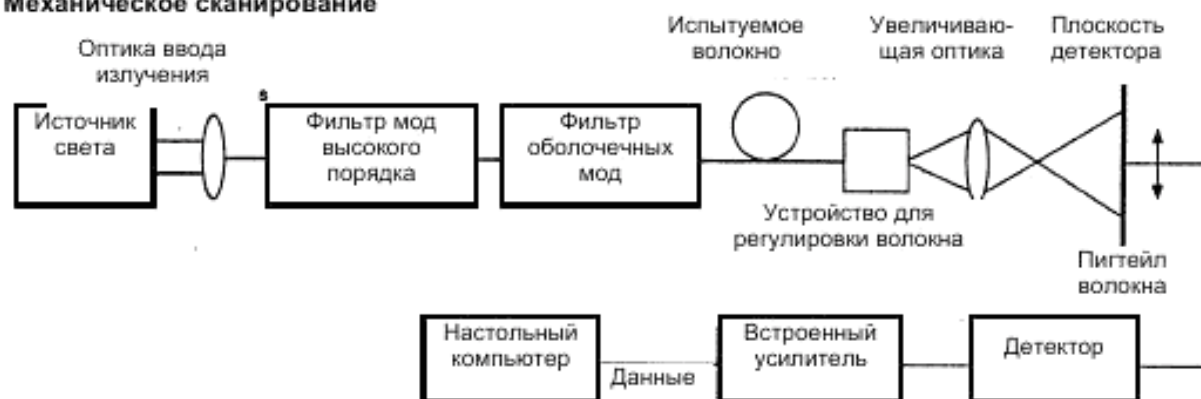 Механическое сканирование
Оптика ввода
излучения
Испытуемое
волокно
Увеличиваю-
щая оптика
Плоскость
детектора
s
Источник
света
Фильтр мод
высокого
порядка
Фильтр
оболочечных
мод
Устройство для
регулировки волокна
Пигтейл
волокна
Настольный
компьютер
Данные
Встроенный
усилитель
Детектор